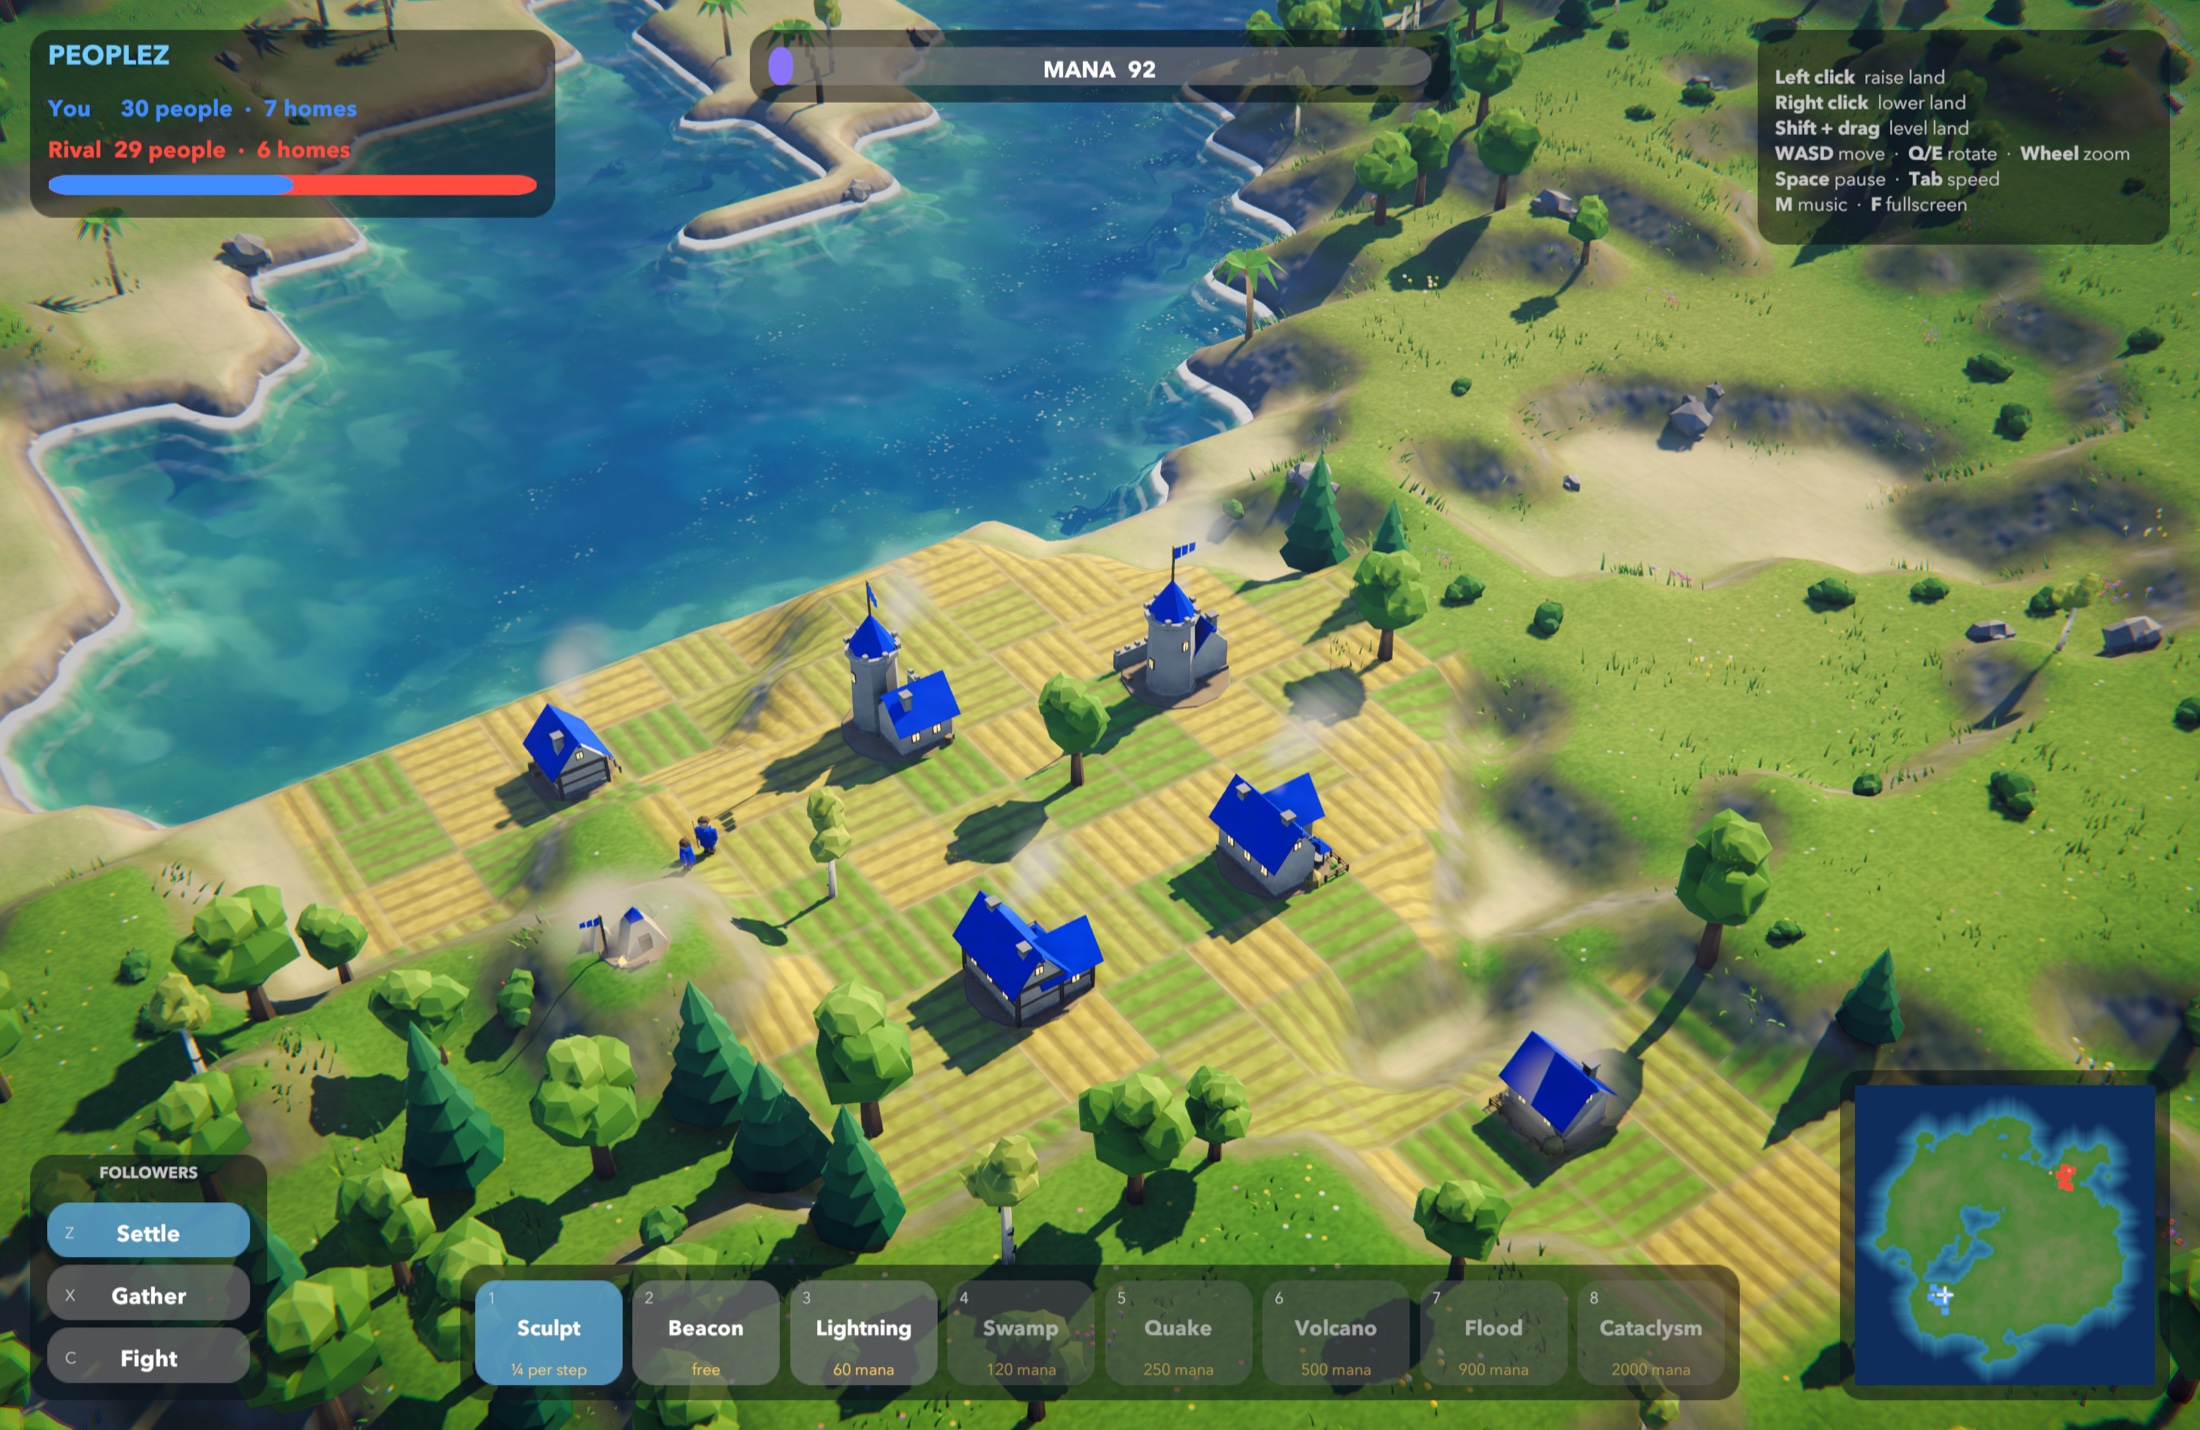 PEOPLEZ
You 30 people · 7 homes
Rival 29 people · 6 homes
MANA 92
Left click raise land
Right click lower land
Shift + drag level land
WASD move · Q/E rotate · Wheel zoom
Space pause · Tab speed
M music · F fullscreen
FOLLOWERS
Z Settle
X Gather
C Fight
1 Sculpt ¼ per step
2 Beacon free
3 Lightning 60 mana
4 Swamp 120 mana
5 Quake 250 mana
6 Volcano 500 mana
7 Flood 900 mana
8 Cataclysm 2000 mana